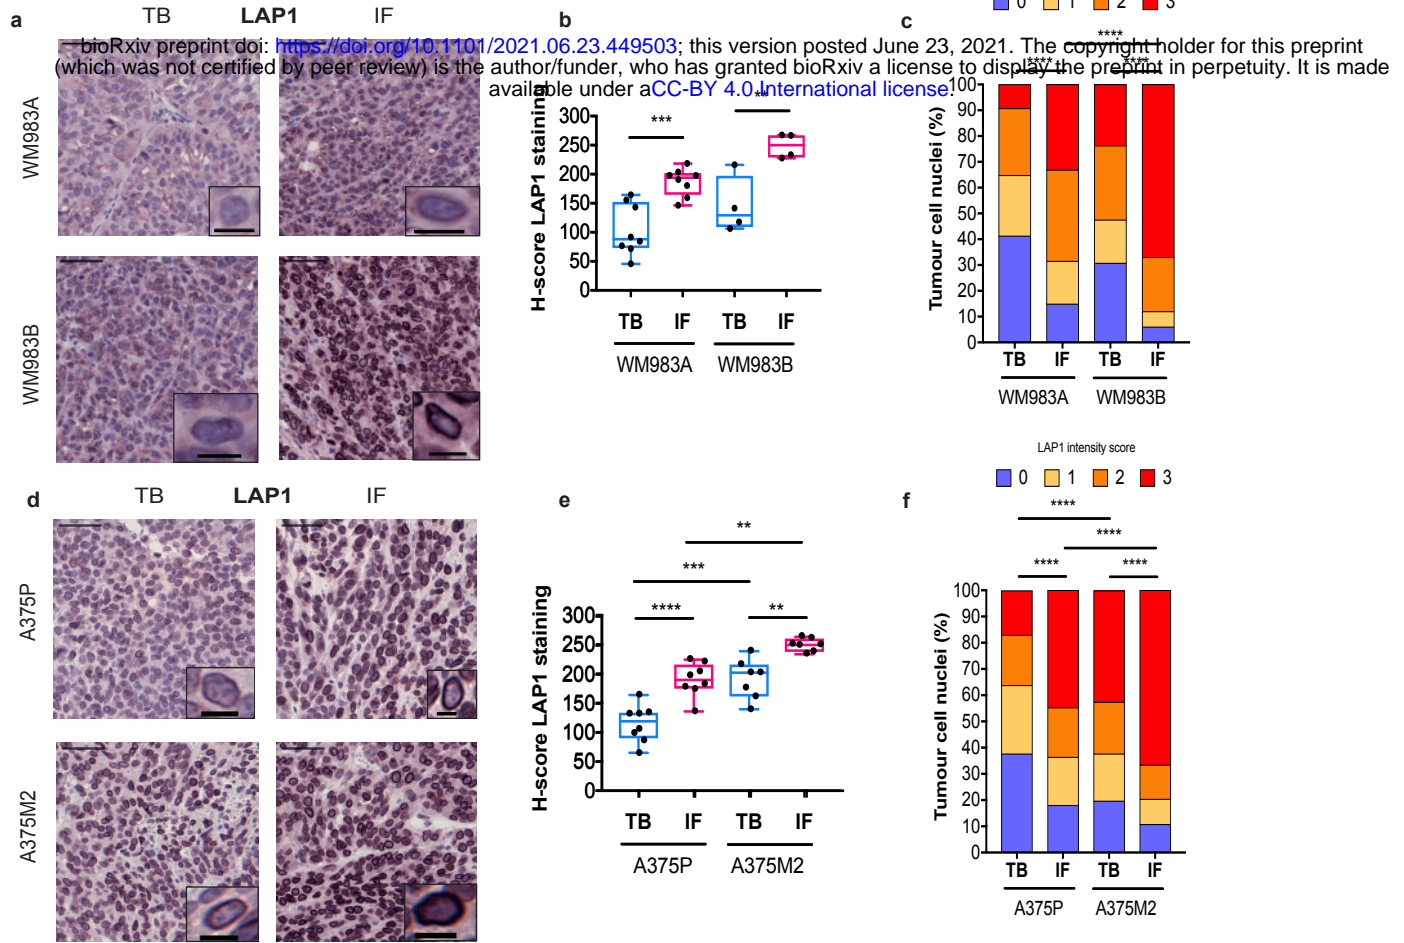 a
TB LAP1 IF
b
c
0 1 2 3
bioRxiv preprint doi: https://doi.org/10.1101/2021.06.23.449503; this version posted June 23, 2021. The copyright holder for this preprint
(which was not certified by peer review) is the author/funder, who has granted bioRxiv a license to display the preprint in perpetuity. It is made
available under aCC-BY 4.0 International license.
WM983A
WM983B
H-score LAP1 staining
300
250
200
150
100
50
0
***
**
TB IF TB IF
WM983A WM983B
****
**** ****
Tumour cell nuclei (%)
100
90
80
70
60
50
40
30
20
10
0
TB IF TB IF
WM983A WM983B
d
TB LAP1 IF
A375P
A375M2
e
**
***
**** **
H-score LAP1 staining
300
250
200
150
100
50
0
TB IF TB IF
A375P A375M2
f
LAP1 intensity score
0 1 2 3
****
****
**** ****
Tumour cell nuclei (%)
100
90
80
70
60
50
40
30
20
10
0
TB IF TB IF
A375P A375M2